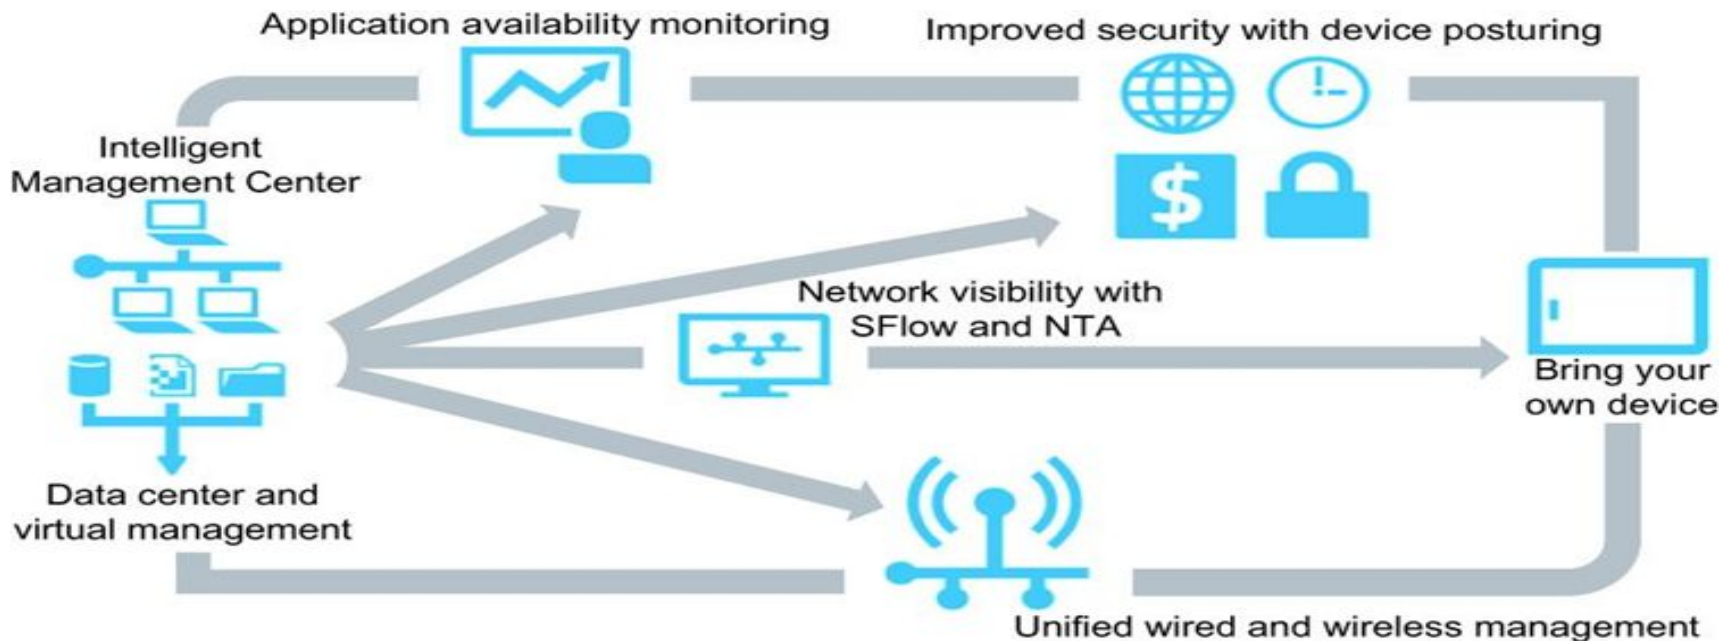 Application availability monitoring
Improved security with device posturing
Intelligent
Management Center
$
Network visibility with
SFlow and NTA
Bring your
own device
Data center and
virtual management
Unified wired and wireless management